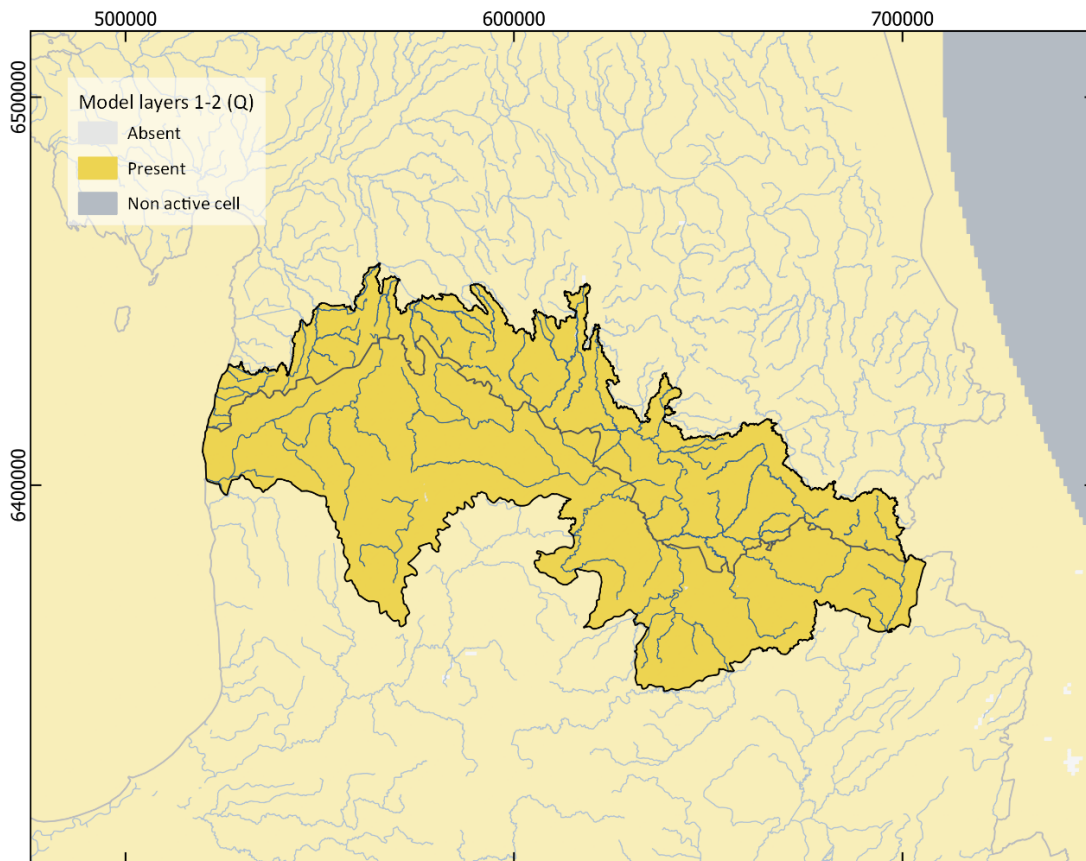 500000
600000
700000
6500000
6400000
Model layers 1-2 (Q)
Absent
Present
Non active cell